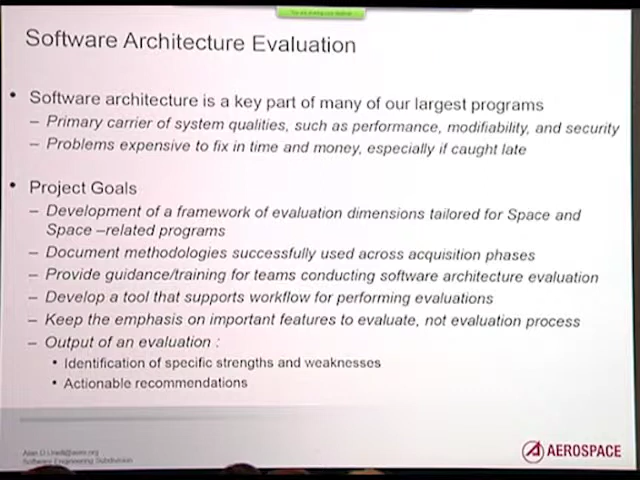 Software Architecture Evaluation
• Software architecture is a key part of many of our largest programs
– Primary carrier of system qualities, such as performance, modifiability, and security
– Problems expensive to fix in time and money, especially if caught late
• Project Goals
– Development of a framework of evaluation dimensions tailored for Space and
Space –related programs
– Document methodologies successfully used across acquisition phases
– Provide guidance/training for teams conducting software architecture evaluation
– Develop a tool that supports workflow for performing evaluations
– Keep the emphasis on important features to evaluate, not evaluation process
– Output of an evaluation :
• Identification of specific strengths and weaknesses
• Actionable recommendations
Software Engineering Subdivision
AEROSPACE